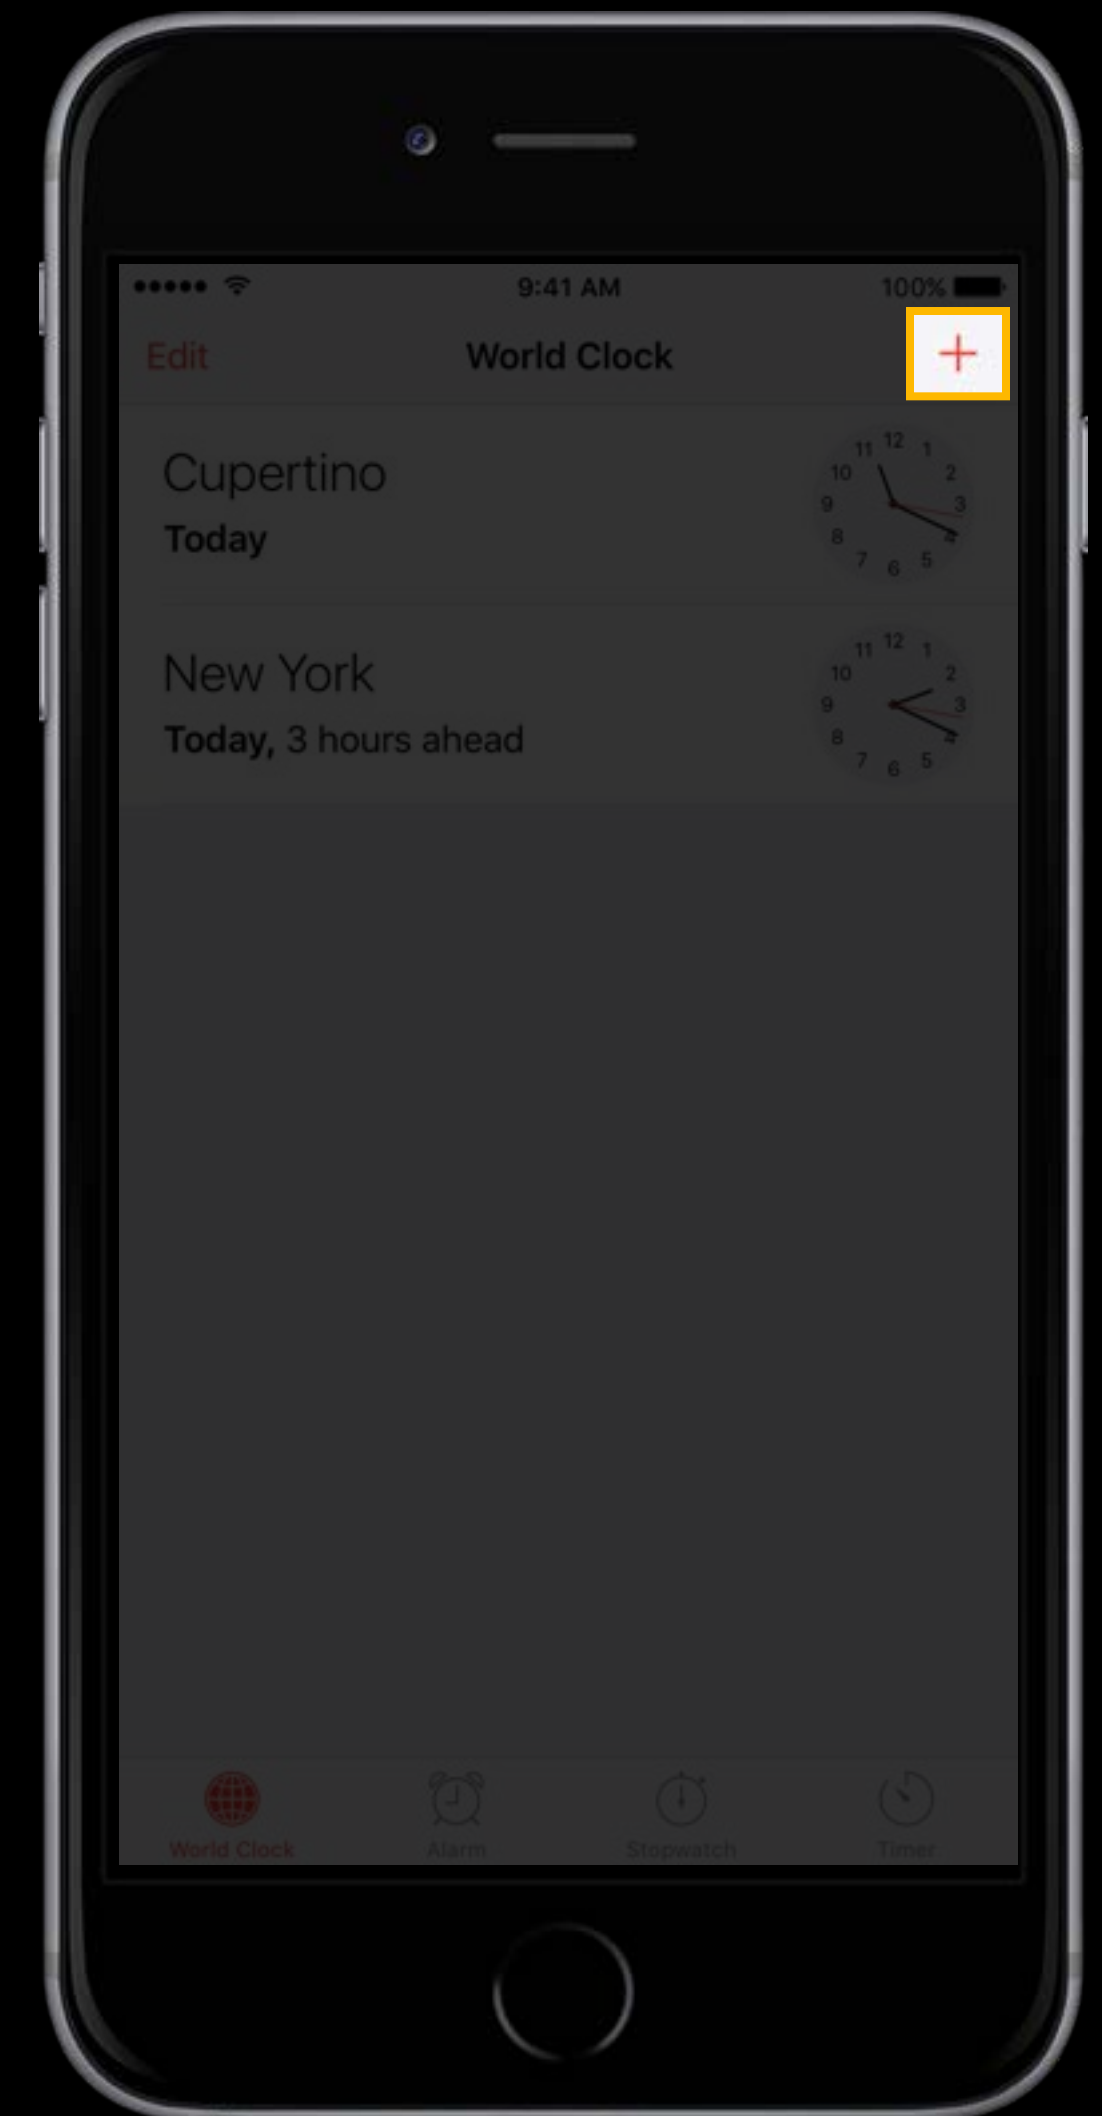 9:41 AM
100%
Edit
World Clock
+
Cupertino
Today
12
11 1
10 2
9 3
8 4
7 5
6
New York
Today, 3 hours ahead
12
11 1
10 2
9 3
8 4
7 5
6
World Clock
Alarm
Stopwatch
Timer